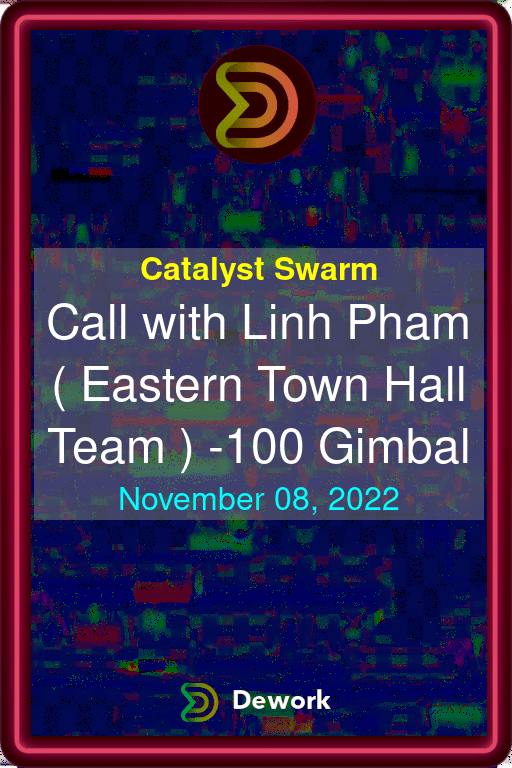 Catalyst Swarm
Call with Linh Pham
( Eastern Town Hall
Team ) -100 Gimbal
November 08, 2022
Dework